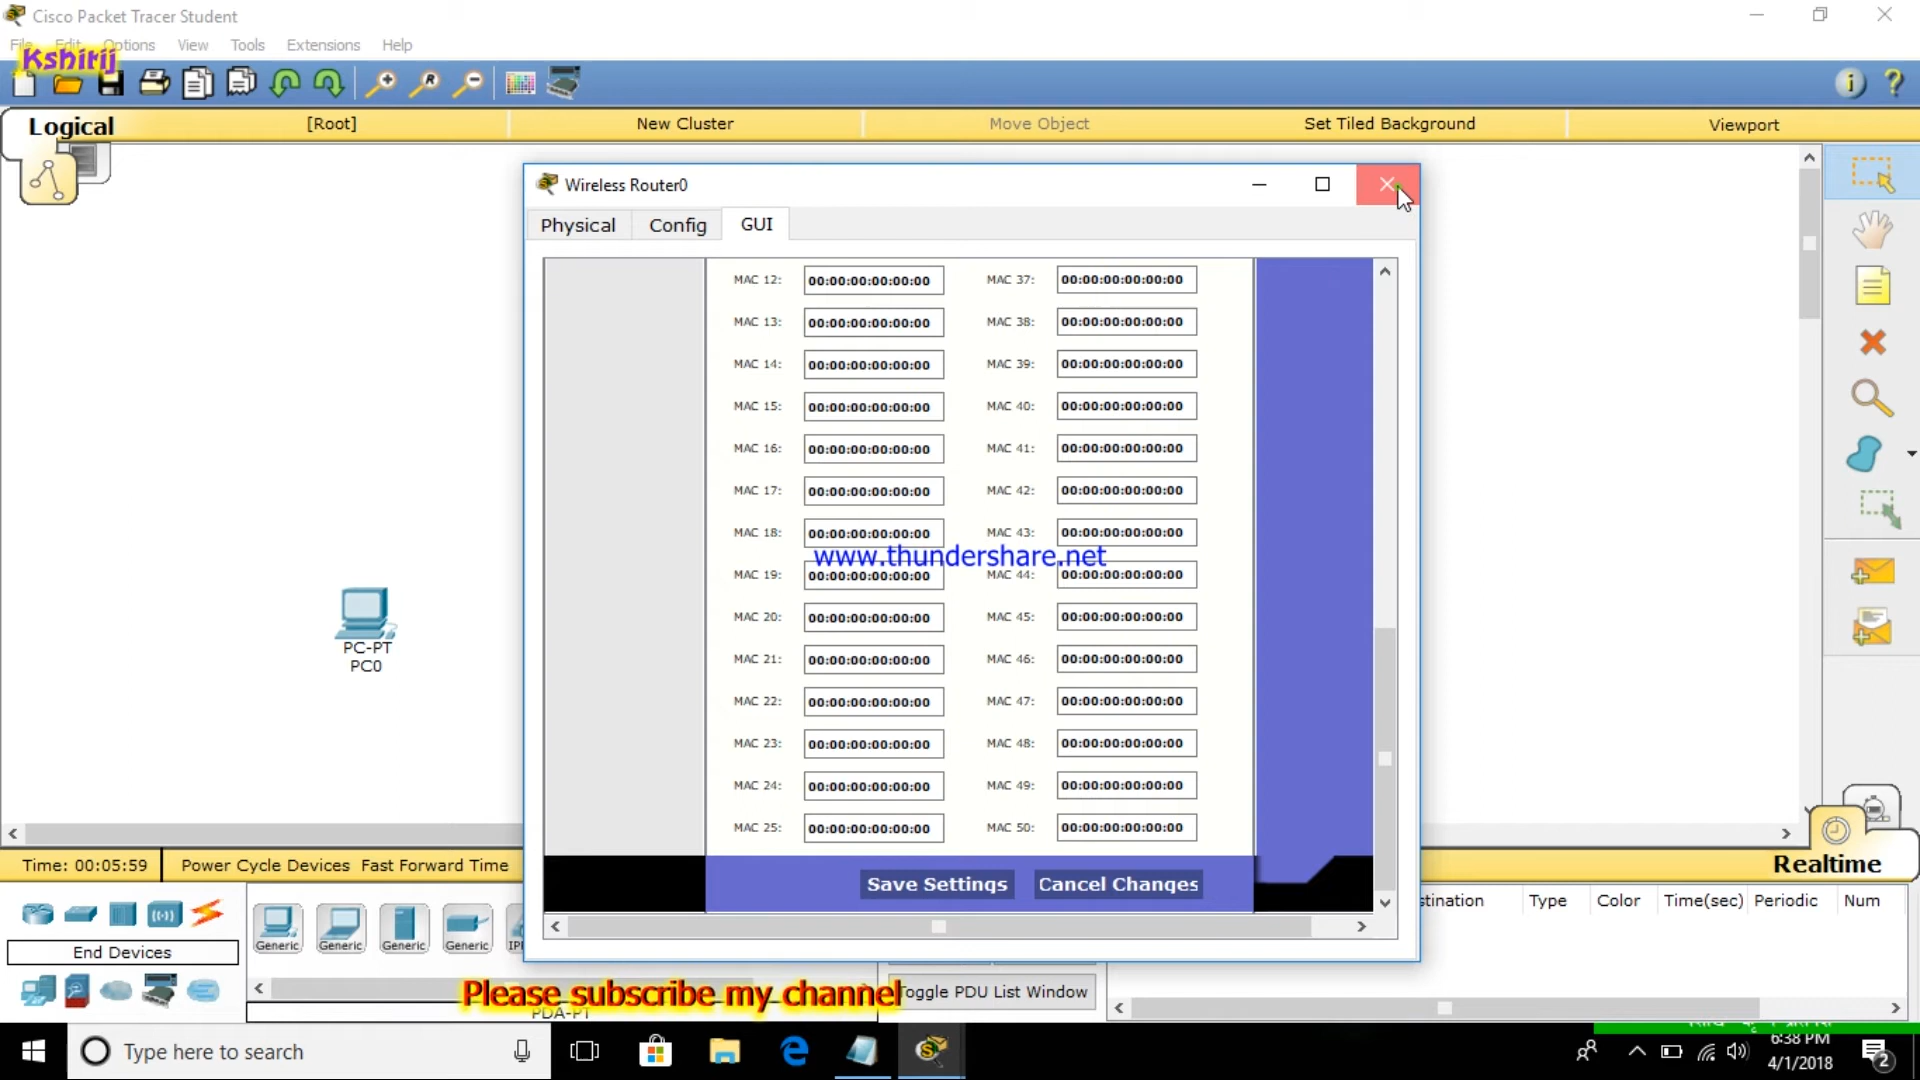 Cisco Packet Tracer Student
File Edit Options View Tools Extensions Help
Kshitij
Logical [Root] New Cluster Move Object Set Tiled Background Viewport
Wireless Router0
Physical Config GUI
MAC 12: 00:00:00:00:00:00 MAC 37: 00:00:00:00:00:00
MAC 13: 00:00:00:00:00:00 MAC 38: 00:00:00:00:00:00
MAC 14: 00:00:00:00:00:00 MAC 39: 00:00:00:00:00:00
MAC 15: 00:00:00:00:00:00 MAC 40: 00:00:00:00:00:00
MAC 16: 00:00:00:00:00:00 MAC 41: 00:00:00:00:00:00
MAC 17: 00:00:00:00:00:00 MAC 42: 00:00:00:00:00:00
MAC 18: 00:00:00:00:00:00 MAC 43: 00:00:00:00:00:00
www.thundershare.net
MAC 19: 00:00:00:00:00:00 MAC 44: 00:00:00:00:00:00
MAC 20: 00:00:00:00:00:00 MAC 45: 00:00:00:00:00:00
MAC 21: 00:00:00:00:00:00 MAC 46: 00:00:00:00:00:00
MAC 22: 00:00:00:00:00:00 MAC 47: 00:00:00:00:00:00
MAC 23: 00:00:00:00:00:00 MAC 48: 00:00:00:00:00:00
MAC 24: 00:00:00:00:00:00 MAC 49: 00:00:00:00:00:00
MAC 25: 00:00:00:00:00:00 MAC 50: 00:00:00:00:00:00
Save Settings Cancel Changes
PC-PT
PC0
Time: 00:05:59 Power Cycle Devices Fast Forward Time
Realtime
stination Type Color Time(sec) Periodic Num
Generic Generic Generic Generic IPP
End Devices
Please subscribe my channel
Toggle PDU List Window
PDA-PT
Type here to search
6:38 PM
4/1/2018
2